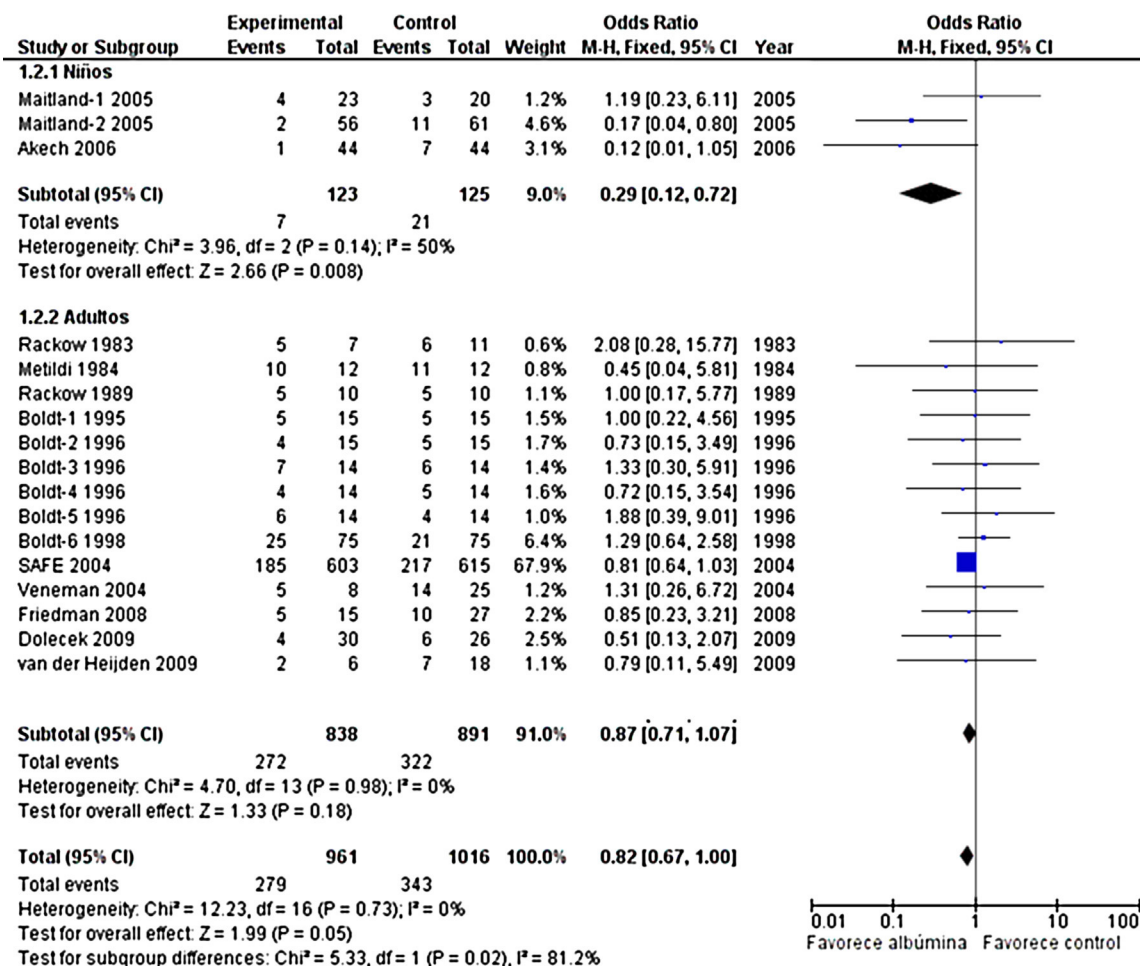 Experimental Control Odds Ratio Odds Ratio
Study or Subgroup Events Total Events Total Weight M-H, Fixed, 95% CI Year M-H, Fixed, 95% CI
1.2.1 Niños
Maitland-1 2005 4 23 3 20 1.2% 1.19 [0.23, 6.11] 2005
Maitland-2 2005 2 56 11 61 4.6% 0.17 [0.04, 0.80] 2005
Akech 2006 1 44 7 44 3.1% 0.12 [0.01, 1.05] 2006
Subtotal (95% CI) 123 125 9.0% 0.29 [0.12, 0.72]
Total events 7 21
Heterogeneity: Chi² = 3.96, df = 2 (P = 0.14); I² = 50%
Test for overall effect: Z = 2.66 (P = 0.008)
1.2.2 Adultos
Rackow 1983 5 7 6 11 0.6% 2.08 [0.28, 15.77] 1983
Metildi 1984 10 12 11 12 0.8% 0.45 [0.04, 5.81] 1984
Rackow 1989 5 10 5 10 1.1% 1.00 [0.17, 5.77] 1989
Boldt-1 1995 5 15 5 15 1.5% 1.00 [0.22, 4.56] 1995
Boldt-2 1996 4 15 5 15 1.7% 0.73 [0.15, 3.49] 1996
Boldt-3 1996 7 14 6 14 1.4% 1.33 [0.30, 5.91] 1996
Boldt-4 1996 4 14 5 14 1.6% 0.72 [0.15, 3.54] 1996
Boldt-5 1996 6 14 4 14 1.0% 1.88 [0.39, 9.01] 1996
Boldt-6 1998 25 75 21 75 6.4% 1.29 [0.64, 2.58] 1998
SAFE 2004 185 603 217 615 67.9% 0.81 [0.64, 1.03] 2004
Veneman 2004 5 8 14 25 1.2% 1.31 [0.26, 6.72] 2004
Friedman 2008 5 15 10 27 2.2% 0.85 [0.23, 3.21] 2008
Dolecek 2009 4 30 6 26 2.5% 0.51 [0.13, 2.07] 2009
van der Heijden 2009 2 6 7 18 1.1% 0.79 [0.11, 5.49] 2009
Subtotal (95% CI) 838 891 91.0% 0.87 [0.71, 1.07]
Total events 272 322
Heterogeneity: Chi² = 4.70, df = 13 (P = 0.98); I² = 0%
Test for overall effect: Z = 1.33 (P = 0.18)
Total (95% CI) 961 1016 100.0% 0.82 [0.67, 1.00]
Total events 279 343
Heterogeneity: Chi² = 12.23, df = 16 (P = 0.73); I² = 0%
Test for overall effect: Z = 1.99 (P = 0.05)
Test for subgroup differences: Chi² = 5.33, df = 1 (P = 0.02), I² = 81.2%
0.01 0.1 1 10 100
Favorece albúmina Favorece control